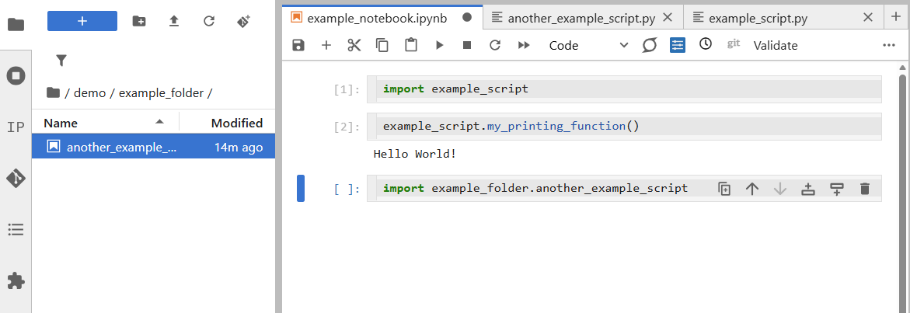 example_notebook.ipynb
another_example_script.py
example_script.py
Code
git
Validate
IP
/ demo / example_folder /
Name
Modified
another_example_...
14m ago
[1]:
import example_script
[2]:
example_script.my_printing_function()
Hello World!
[ ]:
import example_folder.another_example_script